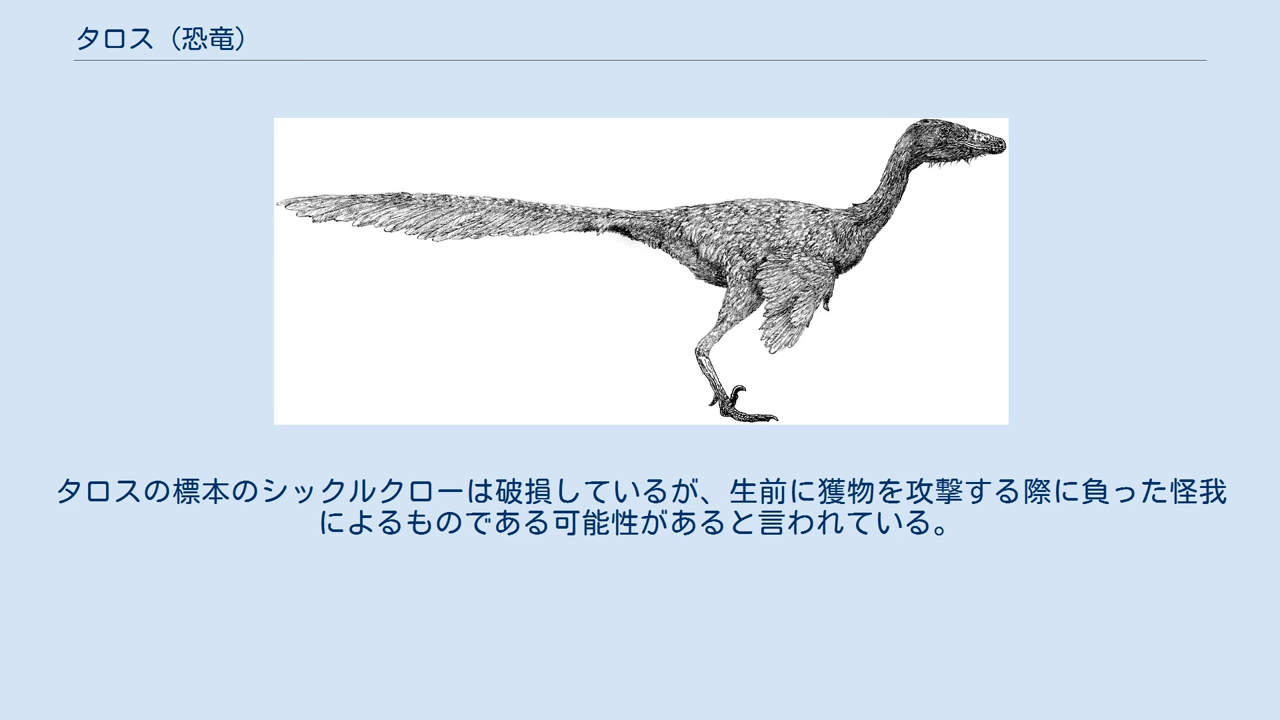 タロス（恐竜）
タロスの標本のシックルクローは破損しているが、生前に獲物を攻撃する際に負った怪我
によるものである可能性があると言われている。